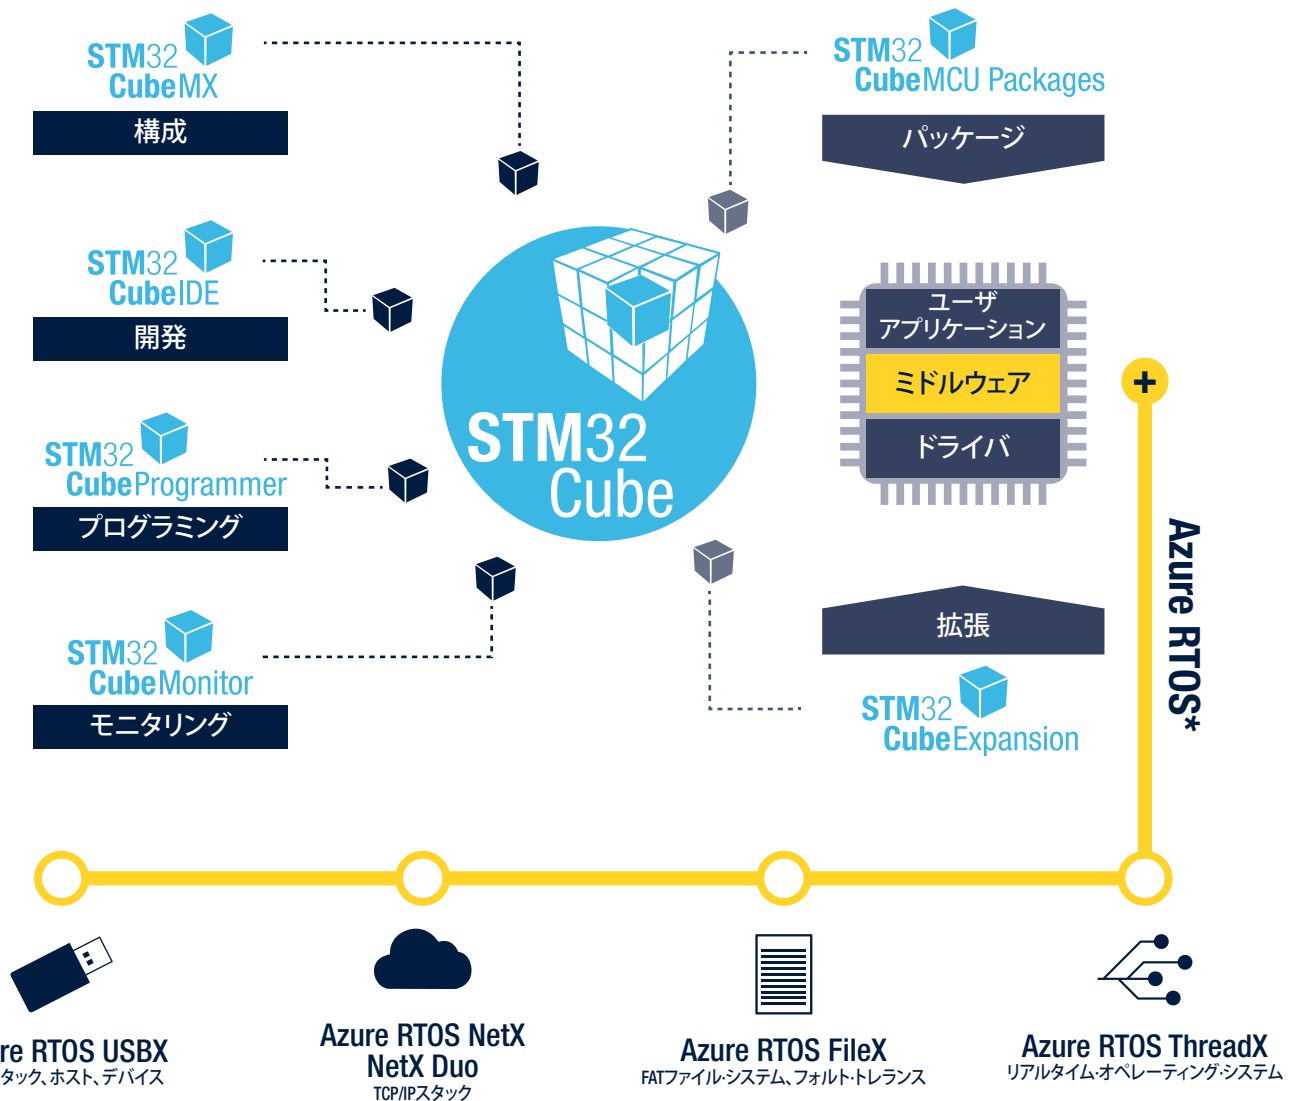 STM32
CubeMX
構成
STM32
CubeIDE
開発
STM32
CubeProgrammer
プログラミング
STM32
CubeMonitor
モニタリング
STM32
Cube
STM32
CubeMCU Packages
パッケージ
ユーザ
アプリケーション
ミドルウェア
ドライバ
拡張
STM32
CubeExpansion
+
Azure RTOS*
re RTOS USBX
タック、ホスト、デバイス
Azure RTOS NetX
NetX Duo
TCP/IPスタック
Azure RTOS FileX
FATファイル・システム、フォルト・トレランス
Azure RTOS ThreadX
リアルタイム・オペレーティング・システム